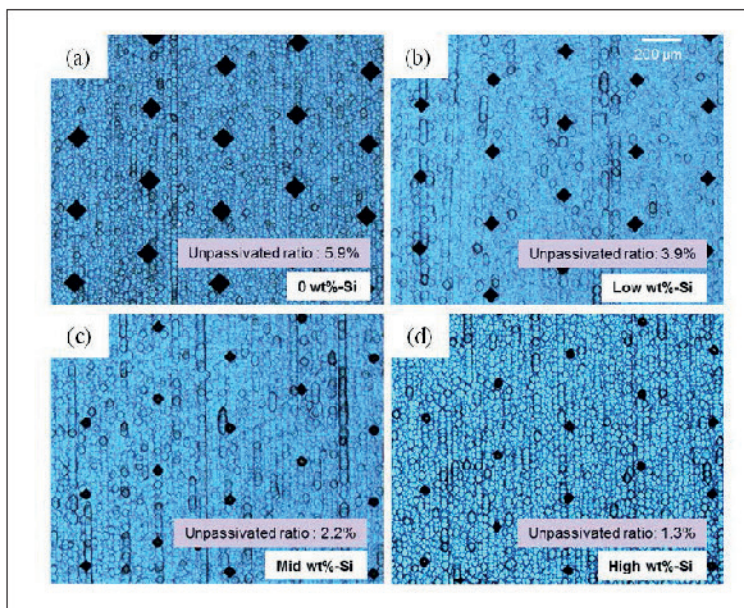 (a)
Unpassivated ratio : 5.9%
0 wt%-Si
(b)
200 µm
Unpassivated ratio: 3.9%
Low wt%-Si
(c)
Unpassivated ratio : 2.2%
Mid wt%-Si
(d)
Unpassivated ratio: 1.3%
High wt%-Si